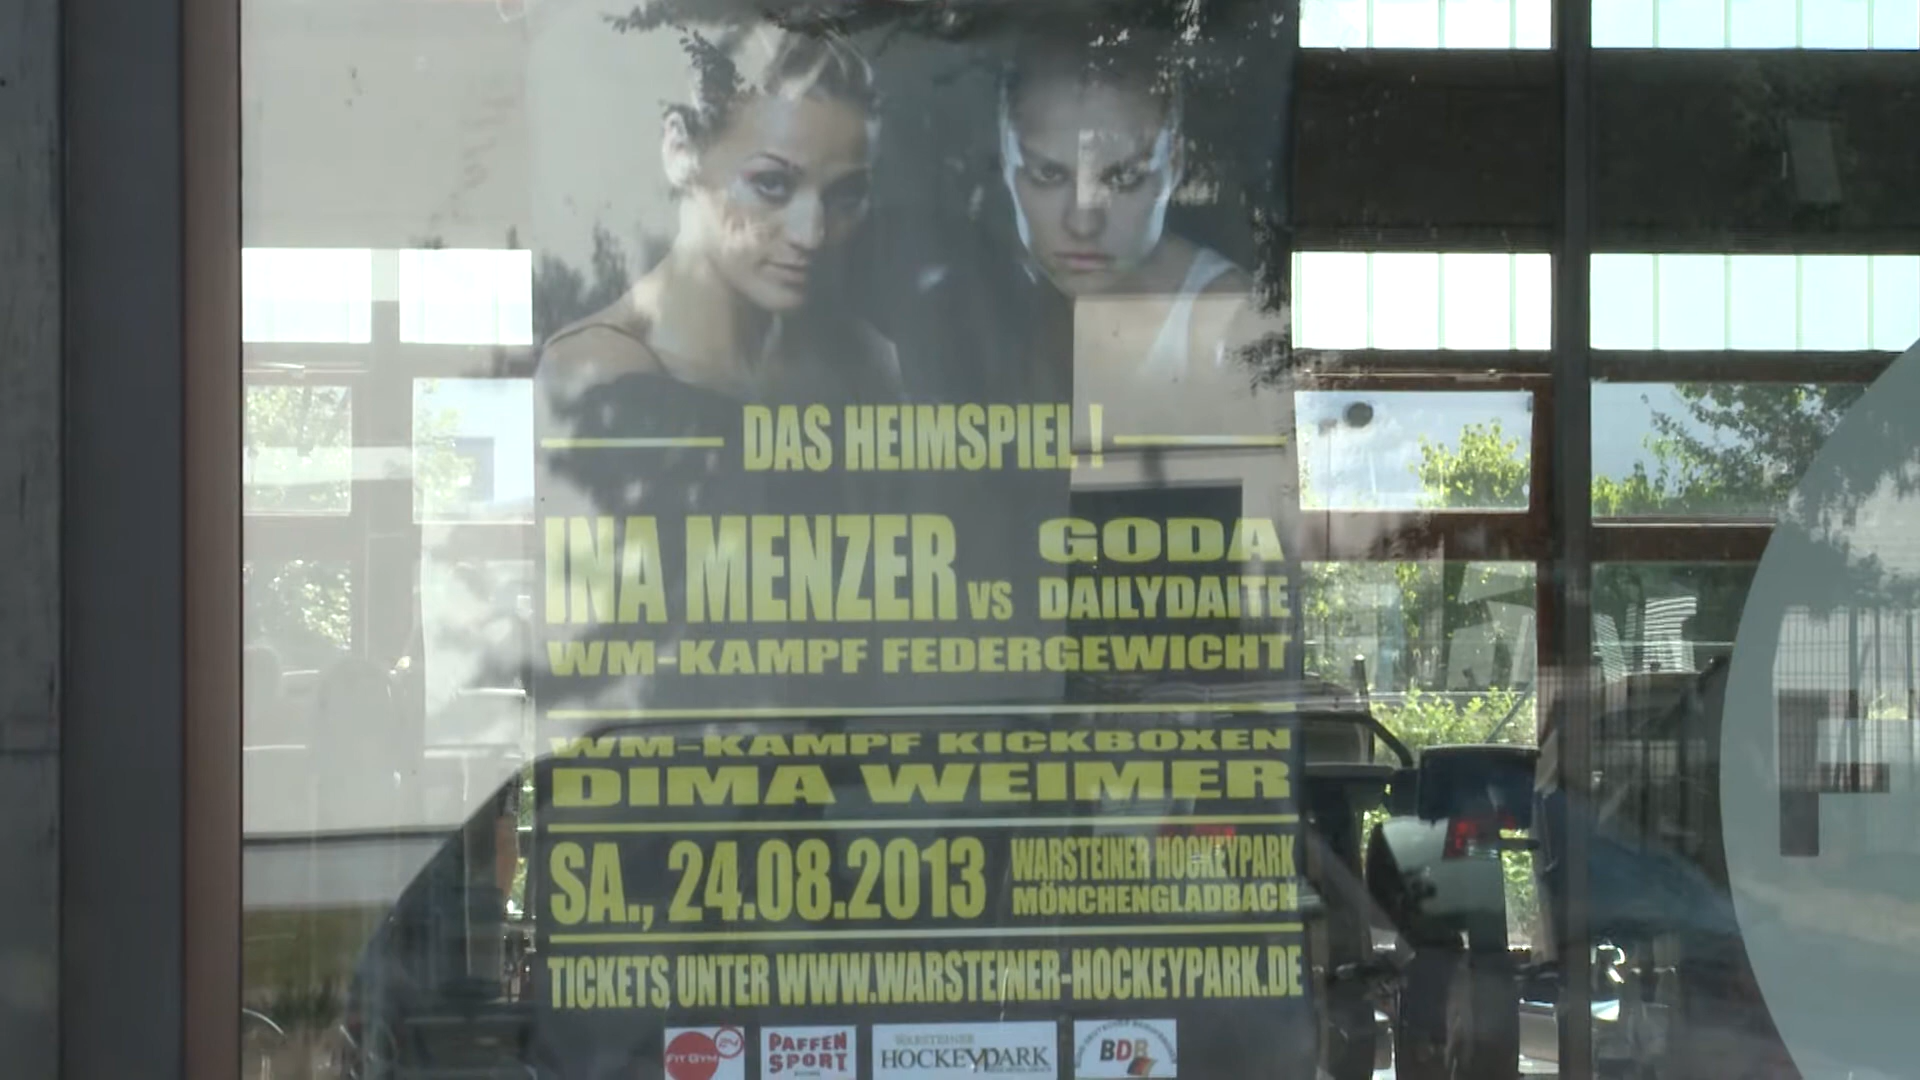 DAS HEIMSPIEL!
INA MENZER VS GODA DAILYDAITE
WM-KAMPF FEDERGEWICHT
WM-KAMPF KICKBOXEN
DIMA WEIMER
SA., 24.08.2013
WARSTEINER HOCKEYPARK
MÖNCHENGLADBACH
TICKETS UNTER WWW.WARSTEINER-HOCKEYPARK.DE
FIT GYM 24
PAFFEN
SPORT
WARSTEINER
HOCKEYPARK
BDB